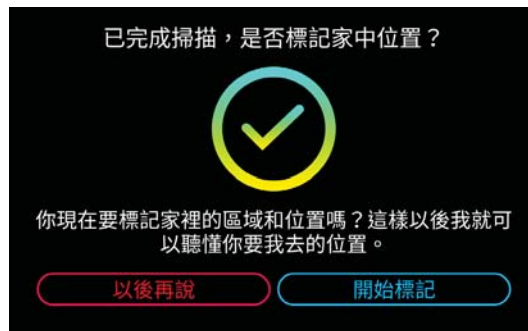 已完成掃描，是否標記家中位置？
你現在要標記家裡的區域和位置嗎？這樣以後我就可
以聽懂你要我去的位置。
以後再說
開始標記